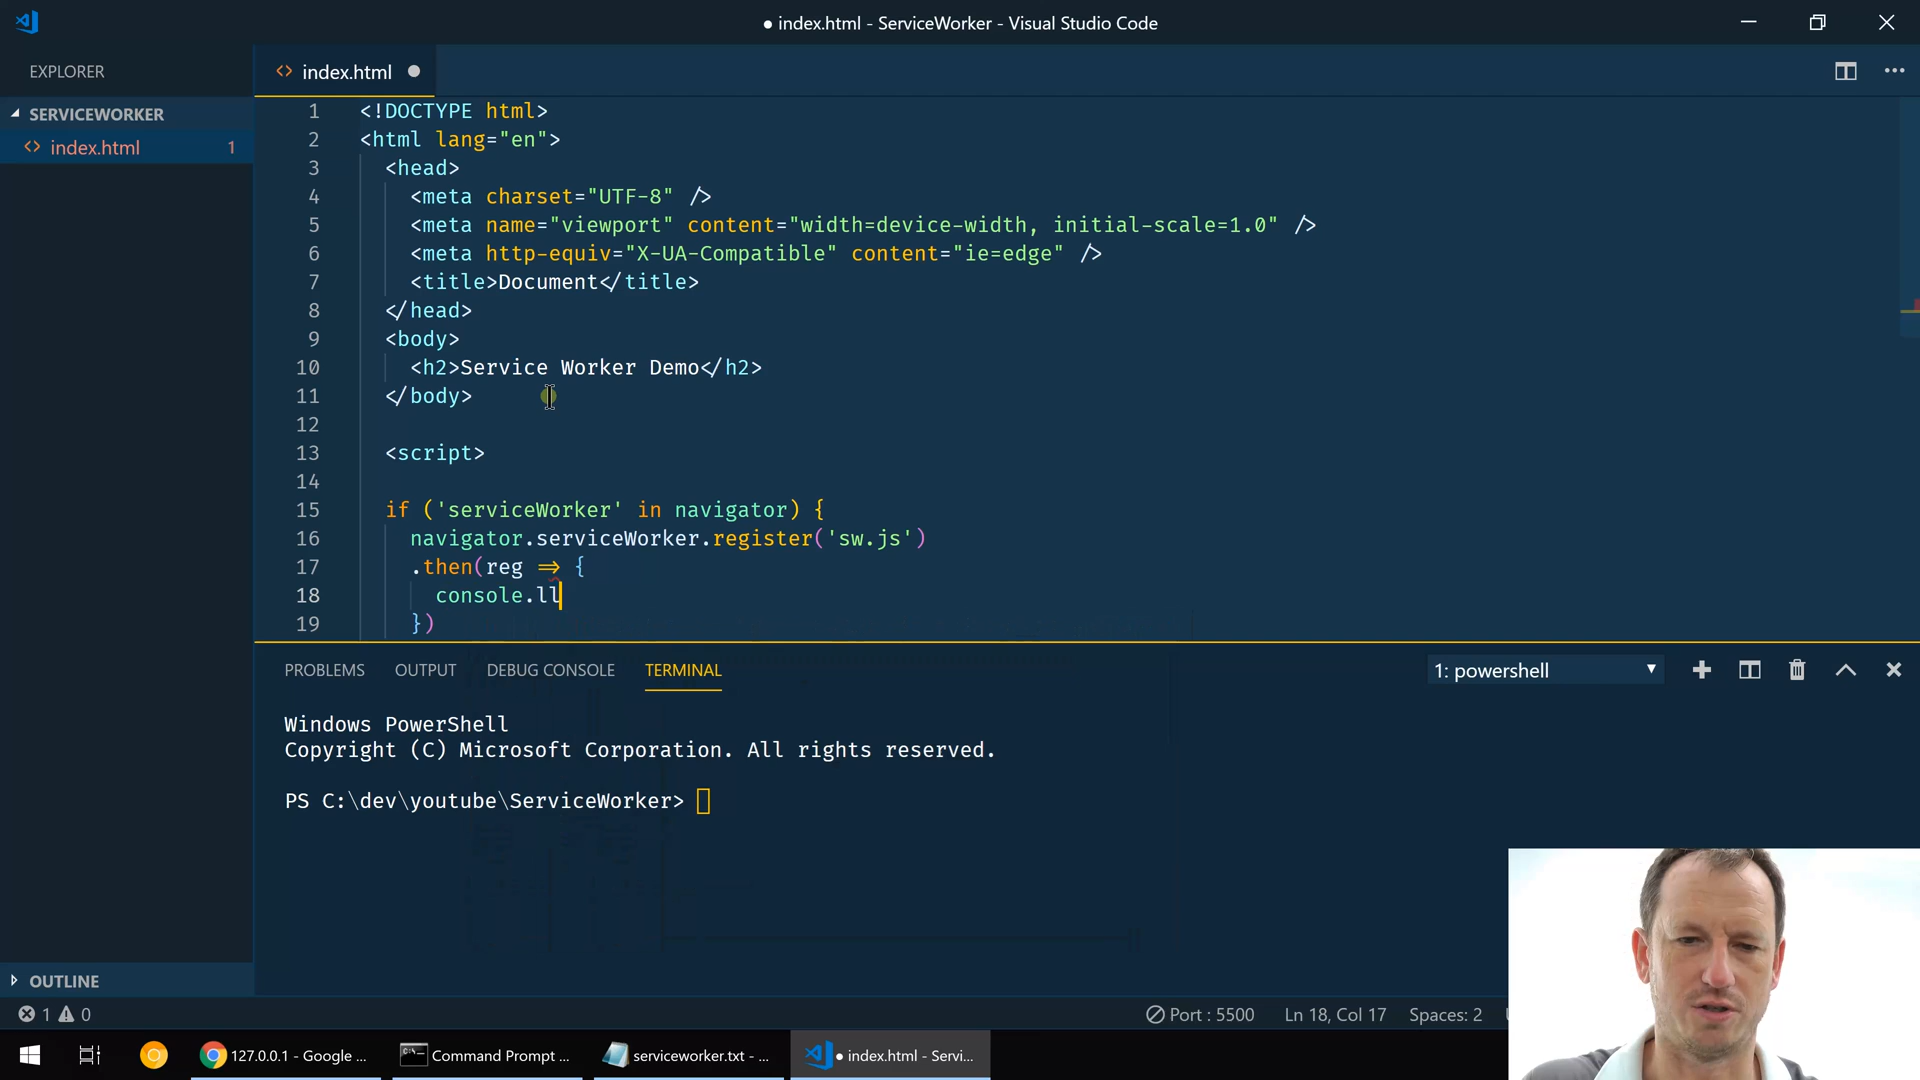 ● index.html - ServiceWorker - Visual Studio Code
EXPLORER
SERVICEWORKER
index.html 1
index.html
1 <!DOCTYPE html>
2 <html lang="en">
3 <head>
4 <meta charset="UTF-8" />
5 <meta name="viewport" content="width=device-width, initial-scale=1.0" />
6 <meta http-equiv="X-UA-Compatible" content="ie=edge" />
7 <title>Document</title>
8 </head>
9 <body>
10 <h2>Service Worker Demo</h2>
11 </body>
12
13 <script>
14
15 if ('serviceWorker' in navigator) {
16 navigator.serviceWorker.register('sw.js')
17 .then(reg => {
18 console.ll
19 })
PROBLEMS OUTPUT DEBUG CONSOLE TERMINAL 1: powershell
Windows PowerShell
Copyright (C) Microsoft Corporation. All rights reserved.
PS C:\dev\youtube\ServiceWorker>
OUTLINE
1 0 Port : 5500 Ln 18, Col 17 Spaces: 2
127.0.0.1 - Google ... Command Prompt ... serviceworker.txt - ... ● index.html - Servi...